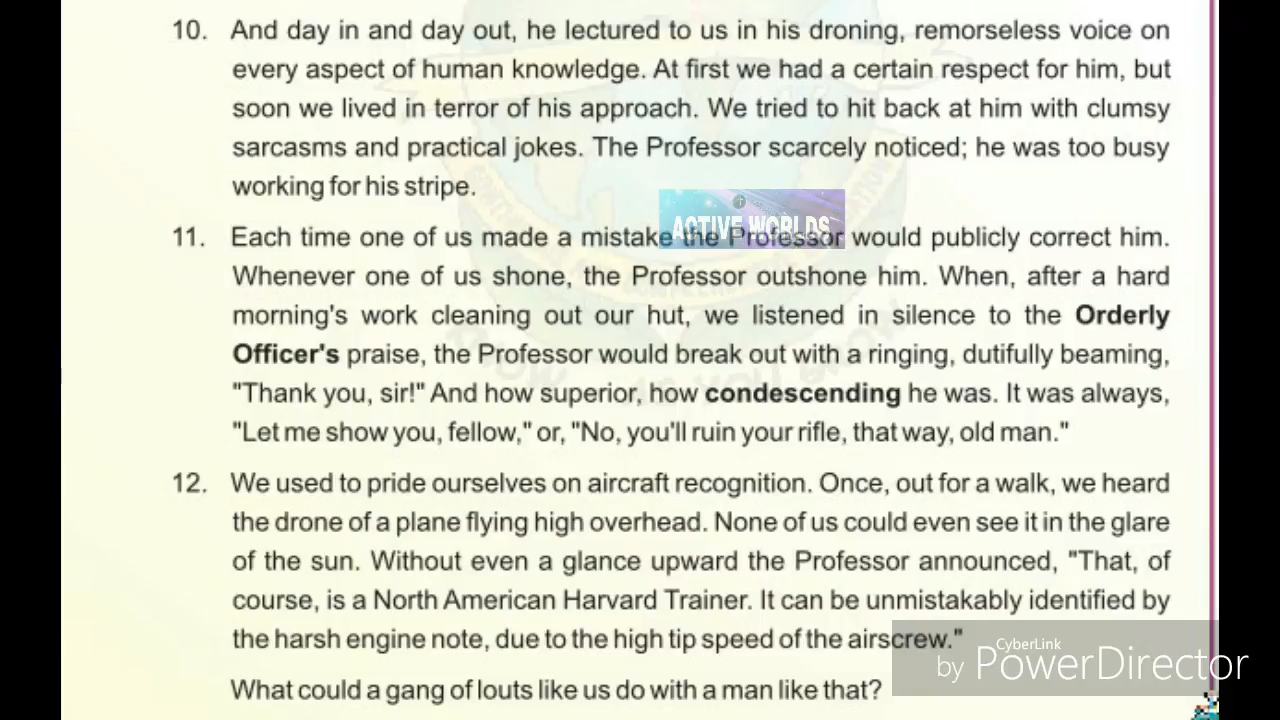 10. And day in and day out, he lectured to us in his droning, remorseless voice on
every aspect of human knowledge. At first we had a certain respect for him, but
soon we lived in terror of his approach. We tried to hit back at him with clumsy
sarcasms and practical jokes. The Professor scarcely noticed; he was too busy
working for his stripe.
ACTIVE WORLDS
11. Each time one of us made a mistake the Professor would publicly correct him.
Whenever one of us shone, the Professor outshone him. When, after a hard
morning's work cleaning out our hut, we listened in silence to the Orderly
Officer's praise, the Professor would break out with a ringing, dutifully beaming,
"Thank you, sir!" And how superior, how condescending he was. It was always,
"Let me show you, fellow," or, "No, you'll ruin your rifle, that way, old man."
12. We used to pride ourselves on aircraft recognition. Once, out for a walk, we heard
the drone of a plane flying high overhead. None of us could even see it in the glare
of the sun. Without even a glance upward the Professor announced, "That, of
course, is a North American Harvard Trainer. It can be unmistakably identified by
the harsh engine note, due to the high tip speed of the airscrew."
CyberLink
by PowerDirector
What could a gang of louts like us do with a man like that?